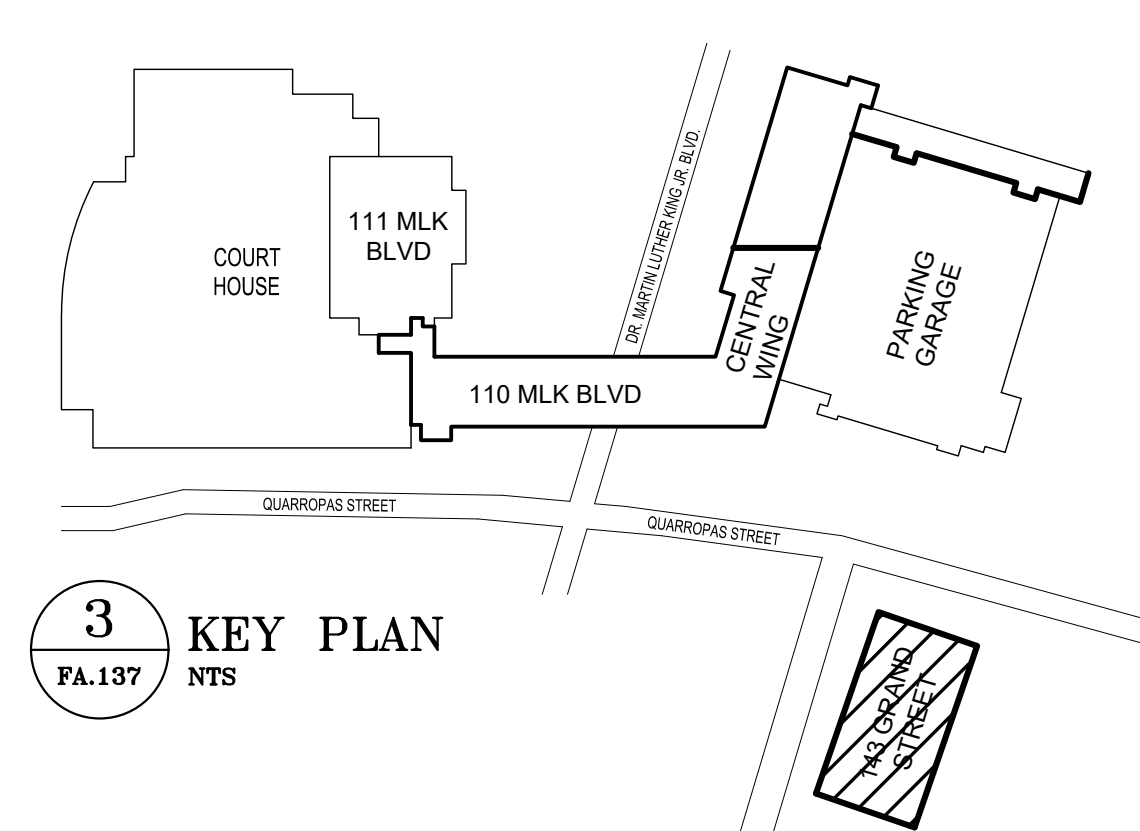 111 MLK
BLVD
COURT
HOUSE
DR. MARTIN LUTHER KING JR. BLVD.
CENTRAL
WING
PARKING
GARAGE
110 MLK BLVD
QUARROPAS STREET
QUARROPAS STREET
3
FA.137
KEY PLAN
NTS
143 GRAND
STREET